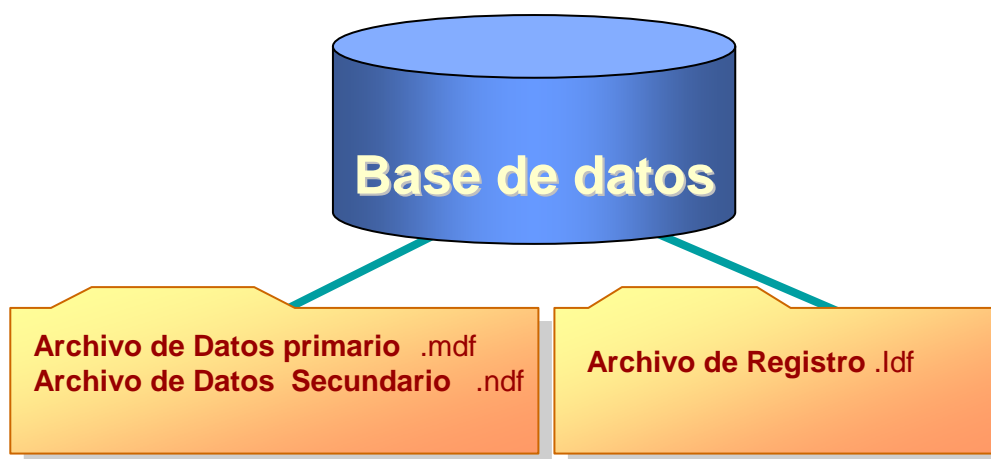 Base de datos
Archivo de Datos primario .mdf
Archivo de Datos Secundario .ndf
Archivo de Registro .ldf